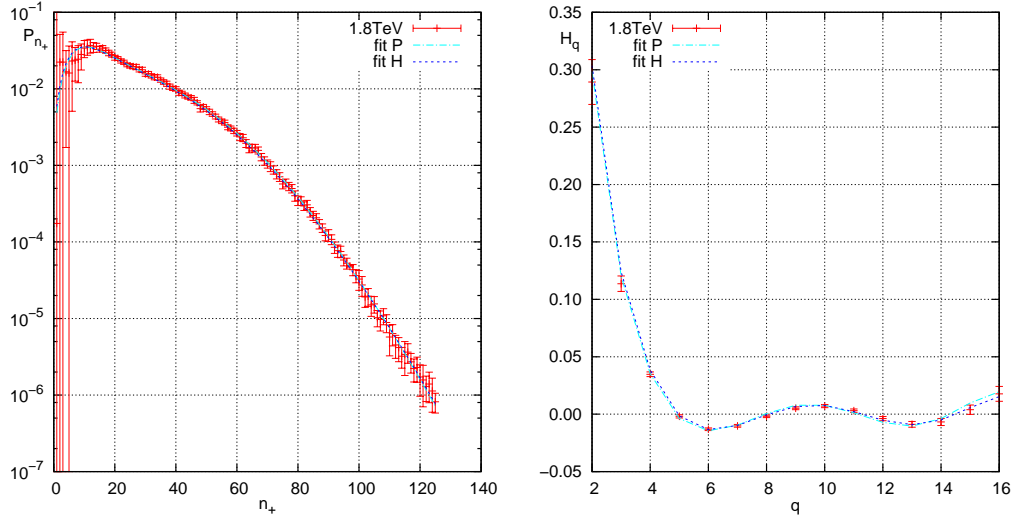 P_{n_+}
10^{-1}
10^{-2}
10^{-3}
10^{-4}
10^{-5}
10^{-6}
10^{-7}
0 20 40 60 80 100 120 140
n_+
1.8TeV
fit P
fit H
H_q
0.35
0.30
0.25
0.20
0.15
0.10
0.05
0.00
−0.05
2 4 6 8 10 12 14 16
q
1.8TeV
fit P
fit H